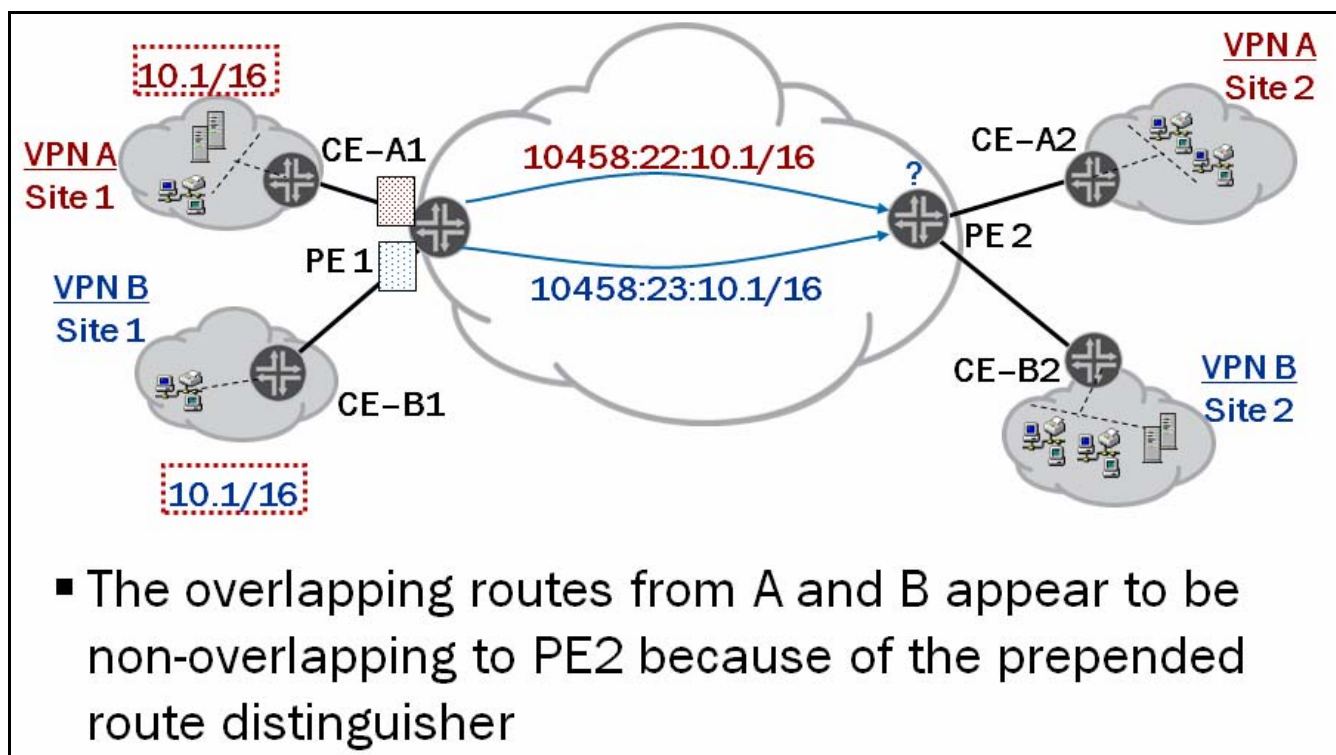 10.1/16
VPN A
Site 1
CE–A1
10458:22:10.1/16
?
CE-A2
VPN A
Site 2
PE 1
PE 2
VPN B
Site 1
10458:23:10.1/16
CE–B1
10.1/16
CE-B2
VPN B
Site 2
▪ The overlapping routes from A and B appear to be
non-overlapping to PE2 because of the prepended
route distinguisher